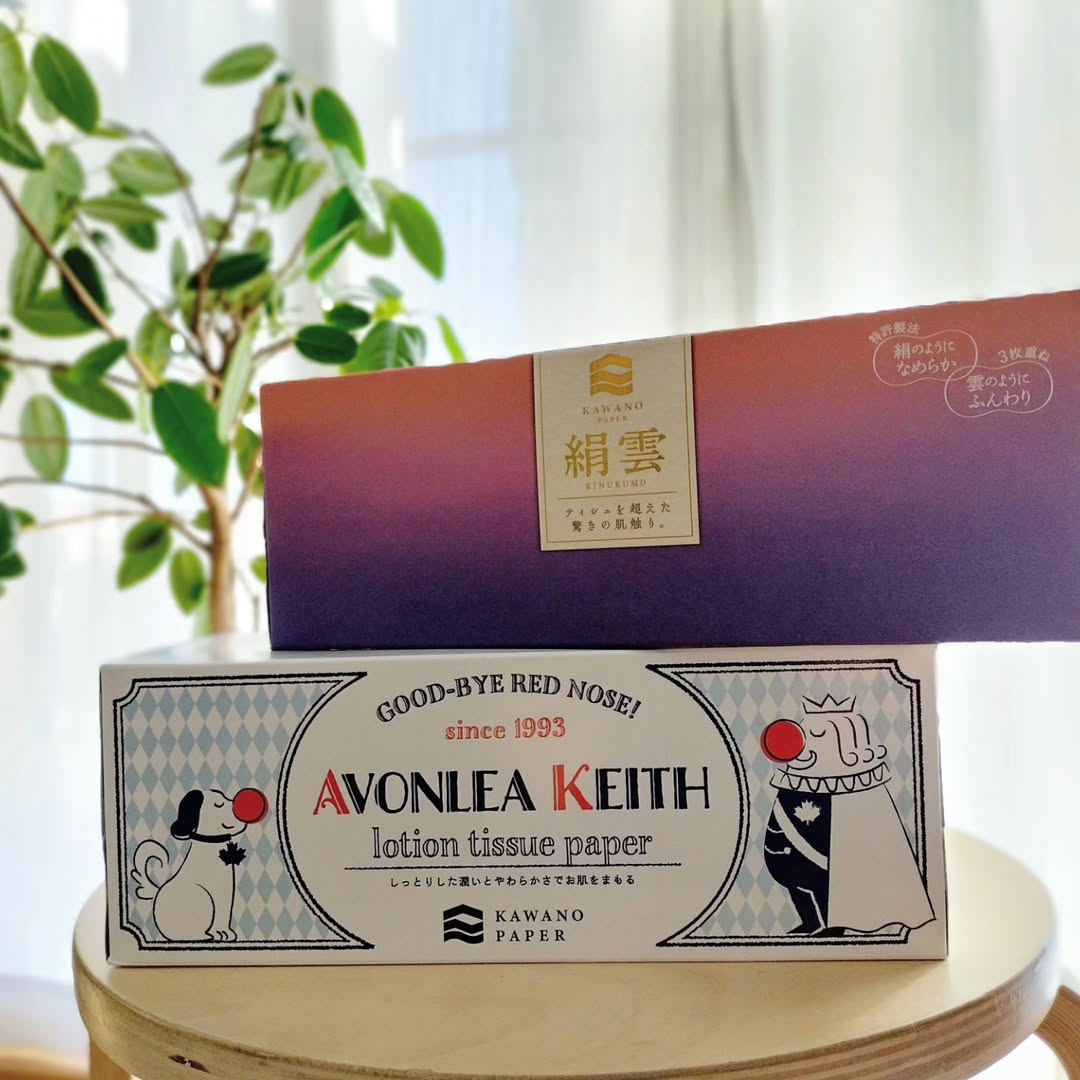 KAWANO
PAPER
絹雲
KINUKUMO
ティシュを超えた
驚きの肌触り。
特許製法
絹のように
なめらか
3枚重ね
雲のように
ふんわり
GOOD-BYE RED NOSE!
since 1993
AVONLEA KEITH
lotion tissue paper
しっとりした潤いとやわらかさでお肌をまもる
KAWANO
PAPER